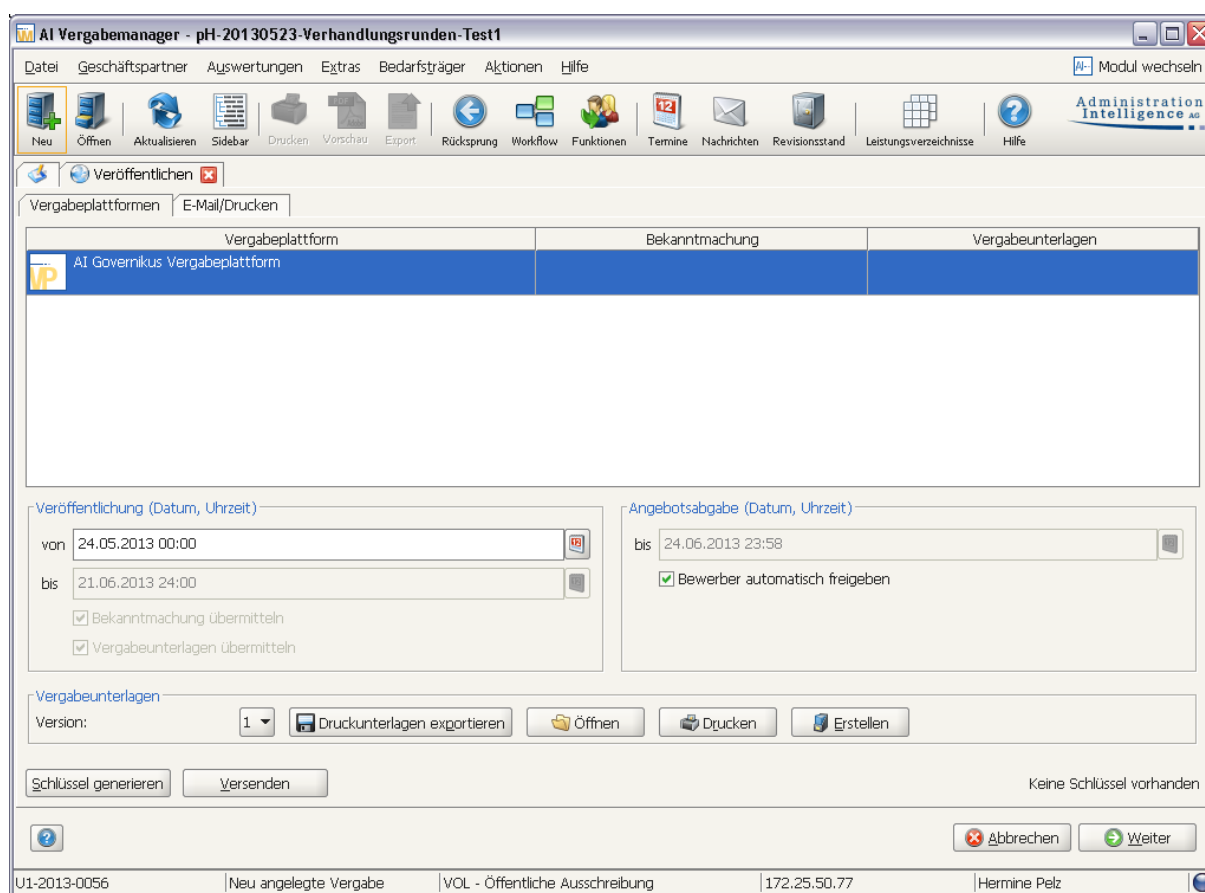 AI Vergabemanager - pH-20130523-Verhandlungsrunden-Test1
Datei Geschäftspartner Auswertungen Extras Bedarfsträger Aktionen Hilfe AI-- Modul wechseln
Neu Öffnen Aktualisieren Sidebar Drucken Vorschau Export Rücksprung Workflow Funktionen Termine Nachrichten Revisionsstand Leistungsverzeichnisse Hilfe
Administration
Intelligence AG
Veröffentlichen
Vergabeplattformen E-Mail/Drucken
Vergabeplattform Bekanntmachung Vergabeunterlagen
VP AI Governikus Vergabeplattform
Veröffentlichung (Datum, Uhrzeit) Angebotsabgabe (Datum, Uhrzeit)
von 24.05.2013 00:00 bis 24.06.2013 23:58
bis 21.06.2013 24:00 Bewerber automatisch freigeben
Bekanntmachung übermitteln
Vergabeunterlagen übermitteln
Vergabeunterlagen
Version: 1 Druckunterlagen exportieren Öffnen Drucken Erstellen
Schlüssel generieren Versenden Keine Schlüssel vorhanden
Abbrechen Weiter
U1-2013-0056 Neu angelegte Vergabe VOL - Öffentliche Ausschreibung 172.25.50.77 Hermine Pelz